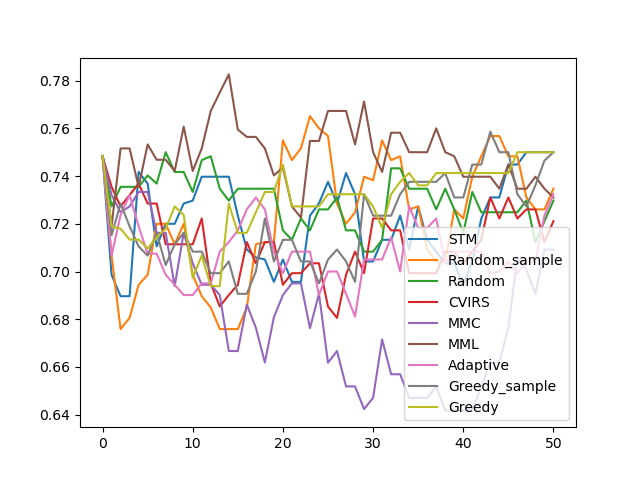 0.78
0.76
0.74
0.72
0.70
0.68
0.66
0.64
0
10
20
30
40
50
STM
Random_sample
Random
CVIRS
MMC
MML
Adaptive
Greedy_sample
Greedy